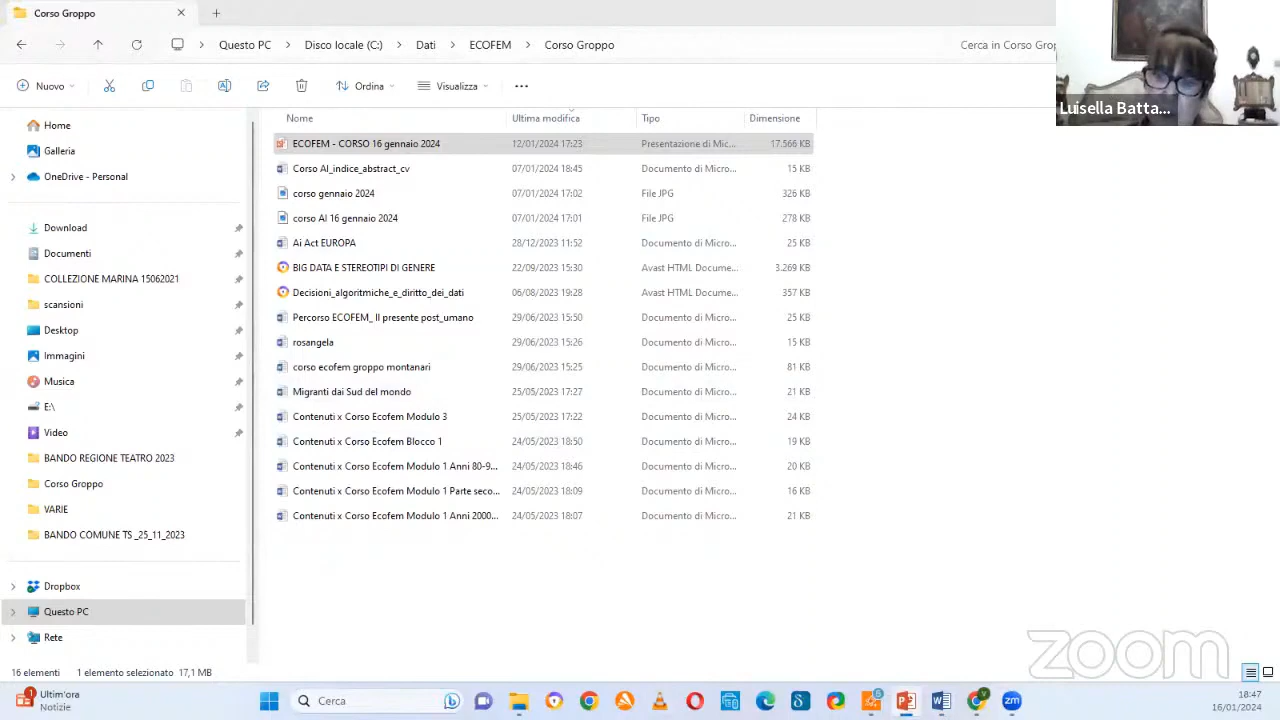 Corso Groppo
Questo PC > Disco locale (C:) > Dati > ECOFEM > Corso Groppo
Cerca in Corso Grop
Luisella Batta...
Nuovo
Ordina
Visualizza
Home
Galleria
OneDrive - Personal
Download
Documenti
COLLEZIONE MARINA 15062021
scansioni
Desktop
Immagini
Musica
E:\
Video
BANDO REGIONE TEATRO 2023
Corso Groppo
VARIE
BANDO COMUNE TS _25_11_2023
Dropbox
Questo PC
Rete
Nome Ultima modifica Tipo Dimensione
ECOFEM - CORSO 16 gennaio 2024 12/01/2024 17:23 Presentazione di Mic... 17.566 KB
Corso AI_indice_abstract_cv 07/01/2024 18:45 Documento di Micro... 15 KB
corso gennaio 2024 07/01/2024 17:02 File JPG 326 KB
corso AI 16 gennaio 2024 07/01/2024 17:01 File JPG 278 KB
Ai Act EUROPA 28/12/2023 11:52 Documento di Micro... 25 KB
BIG DATA E STEREOTIPI DI GENERE 22/09/2023 15:30 Avast HTML Docume... 3.269 KB
Decisioni_algoritmiche_e_diritto_dei_dati 06/08/2023 19:28 Avast HTML Docume... 357 KB
Percorso ECOFEM_ Il presente post_umano 29/06/2023 15:50 Documento di Micro... 25 KB
rosangela 29/06/2023 15:26 Documento di Micro... 15 KB
corso ecofem groppo montanari 29/06/2023 15:25 Documento di Micro... 81 KB
Migranti dai Sud del mondo 25/05/2023 17:27 Documento di Micro... 21 KB
Contenuti x Corso Ecofem Modulo 3 25/05/2023 17:22 Documento di Micro... 24 KB
Contenuti x Corso Ecofem Blocco 1 24/05/2023 18:50 Documento di Micro... 19 KB
Contenuti x Corso Ecofem Modulo 1 Anni 80-9... 24/05/2023 18:46 Documento di Micro... 20 KB
Contenuti x Corso Ecofem Modulo 1 Parte seco... 24/05/2023 18:09 Documento di Micro... 16 KB
Contenuti x Corso Ecofem Modulo 1 Anni 2000... 24/05/2023 18:07 Documento di Micro... 21 KB
zoom
16 elementi 1 elemento selezionato 17,1 MB
1 Ultim'ora
Notizie
Cerca
zm
18:47
16/01/2024